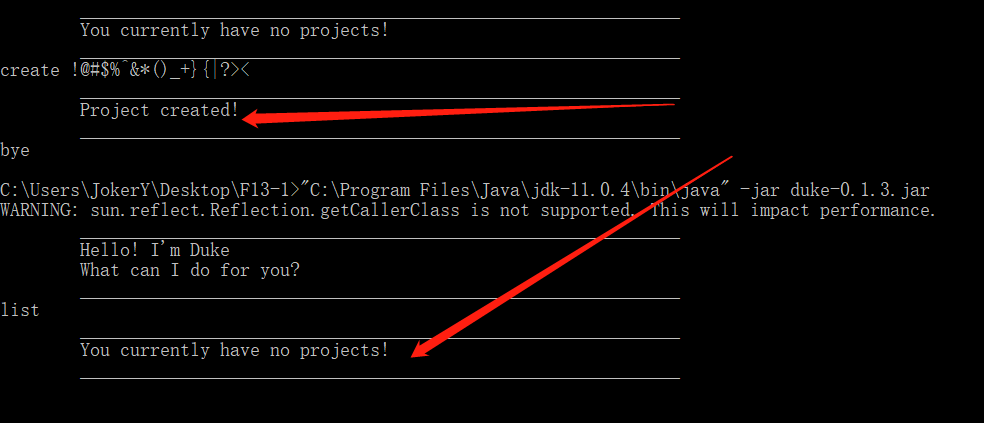 You currently have no projects!
create !@#$%^&*()_+}{|?><
Project created!
bye
C:\Users\JokerY\Desktop\F13-1>"C:\Program Files\Java\jdk-11.0.4\bin\java" -jar duke-0.1.3.jar
WARNING: sun.reflect.Reflection.getCallerClass is not supported. This will impact performance.
Hello! I'm Duke
What can I do for you?
list
You currently have no projects!